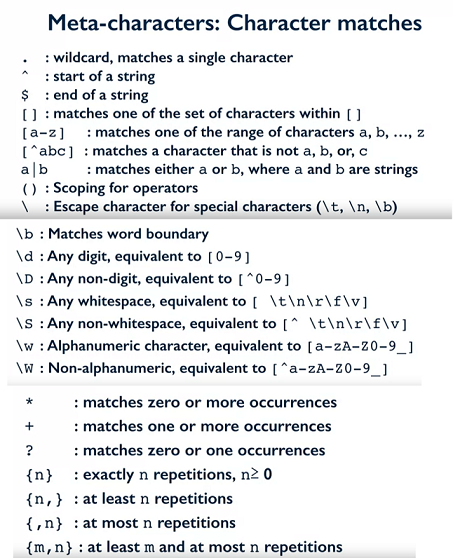 Meta-characters: Character matches
. : wildcard, matches a single character
^ : start of a string
$ : end of a string
[] : matches one of the set of characters within []
[a-z] : matches one of the range of characters a, b, ..., z
[^abc] : matches a character that is not a, b, or, c
a|b : matches either a or b, where a and b are strings
() : Scoping for operators
\ : Escape character for special characters (\t, \n, \b)
\b : Matches word boundary
\d : Any digit, equivalent to [0-9]
\D : Any non-digit, equivalent to [^0-9]
\s : Any whitespace, equivalent to [ \t\n\r\f\v]
\S : Any non-whitespace, equivalent to [^ \t\n\r\f\v]
\w : Alphanumeric character, equivalent to [a-zA-Z0-9_]
\W : Non-alphanumeric, equivalent to [^a-zA-Z0-9_]
* : matches zero or more occurrences
+ : matches one or more occurrences
? : matches zero or one occurrences
{n} : exactly n repetitions, n≥ 0
{n,} : at least n repetitions
{,n} : at most n repetitions
{m,n} : at least m and at most n repetitions